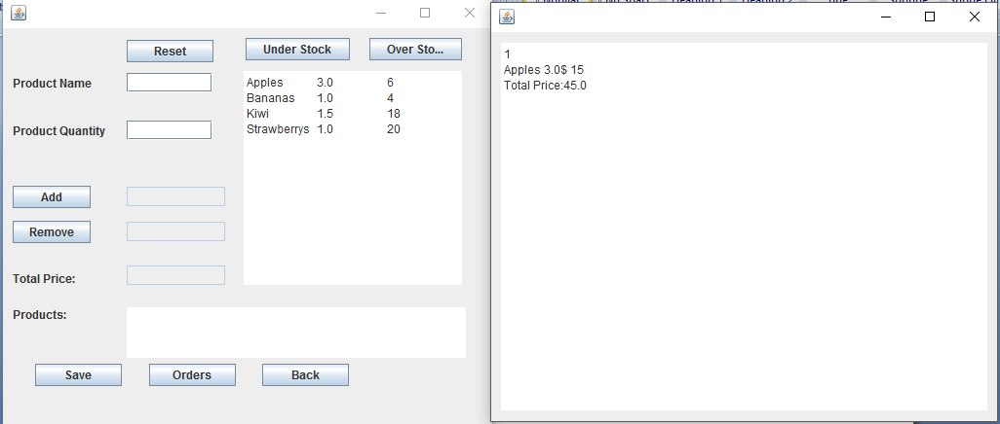 Reset
Under Stock
Over Sto...
Product Name
Product Quantity
Apples 3.0 6
Bananas 1.0 4
Kiwi 1.5 18
Strawberrys 1.0 20
Add
Remove
Total Price:
Products:
Save
Orders
Back
1
Apples 3.0$ 15
Total Price:45.0